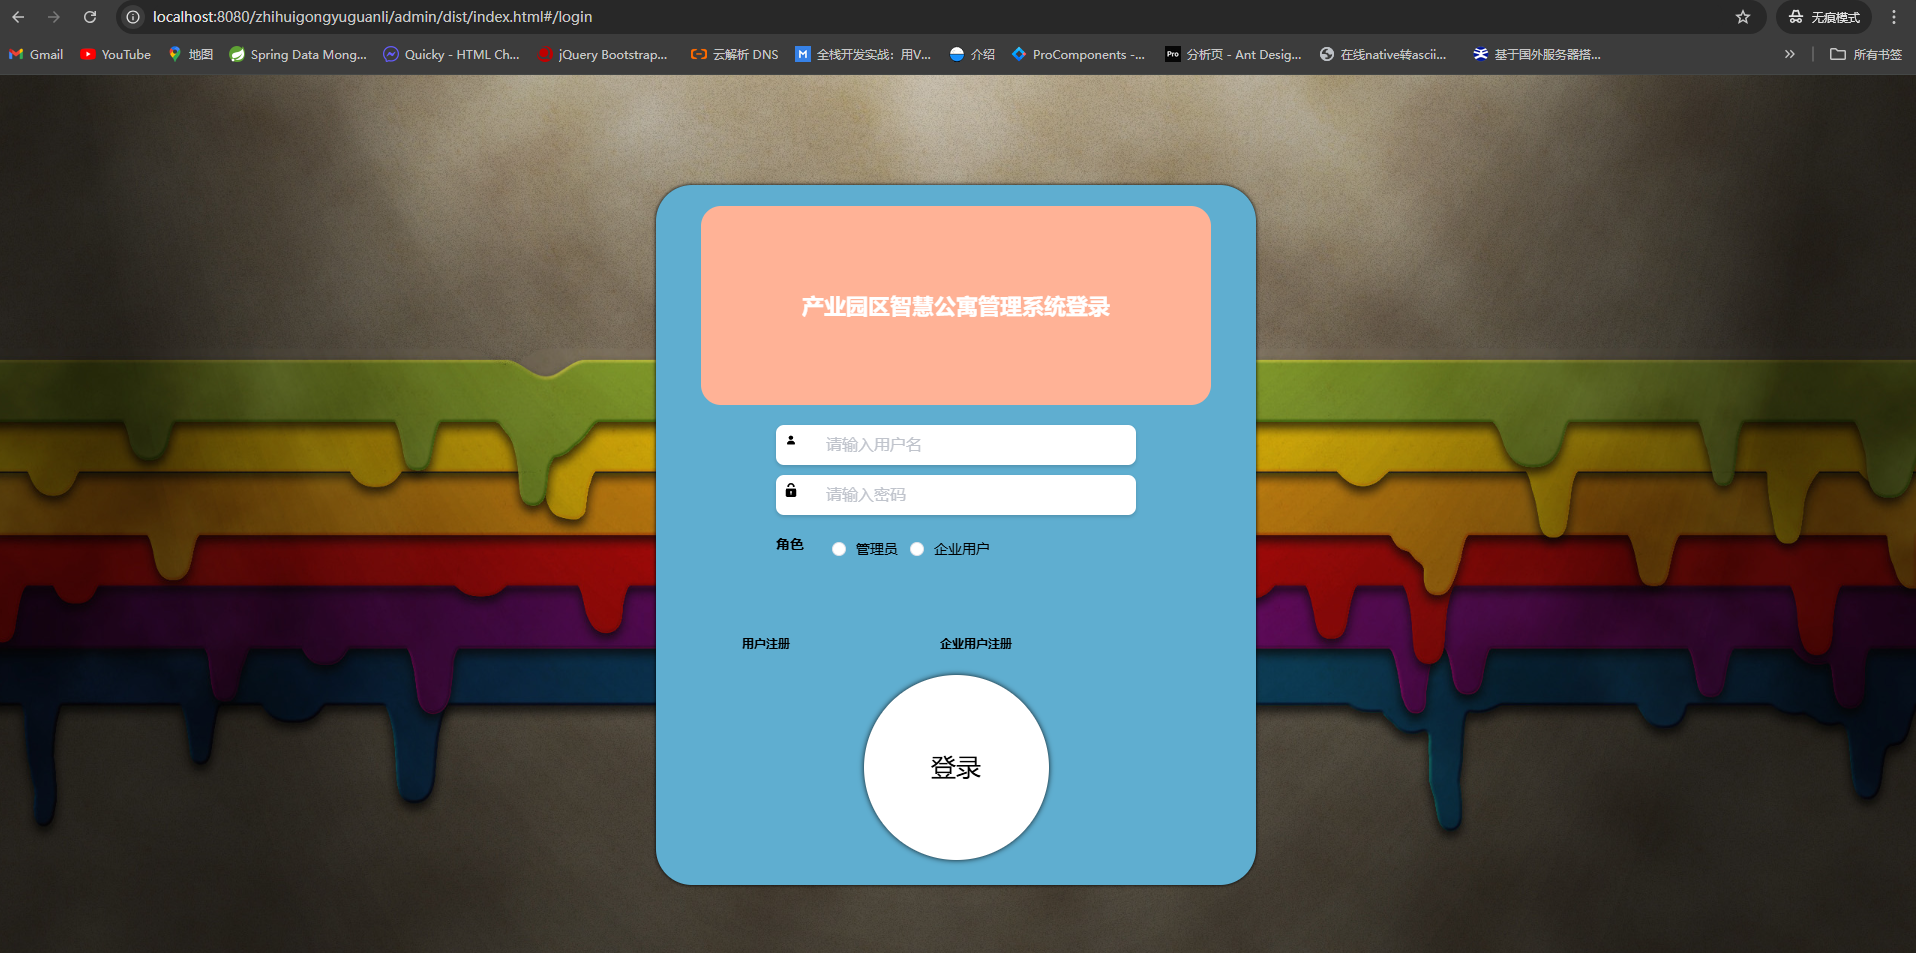 localhost:8080/zhihuigongyuguanli/admin/dist/index.html#/login
无痕模式
Gmail
YouTube
地图
Spring Data Mong...
Quicky - HTML Ch...
jQuery Bootstrap...
云解析 DNS
M
全栈开发实战：用V...
介绍
ProComponents -...
Pro
分析页 - Ant Desig...
在线native转ascii...
基于国外服务器搭...
所有书签
产业园区智慧公寓管理系统登录
请输入用户名
请输入密码
角色
管理员
企业用户
用户注册
企业用户注册
登录